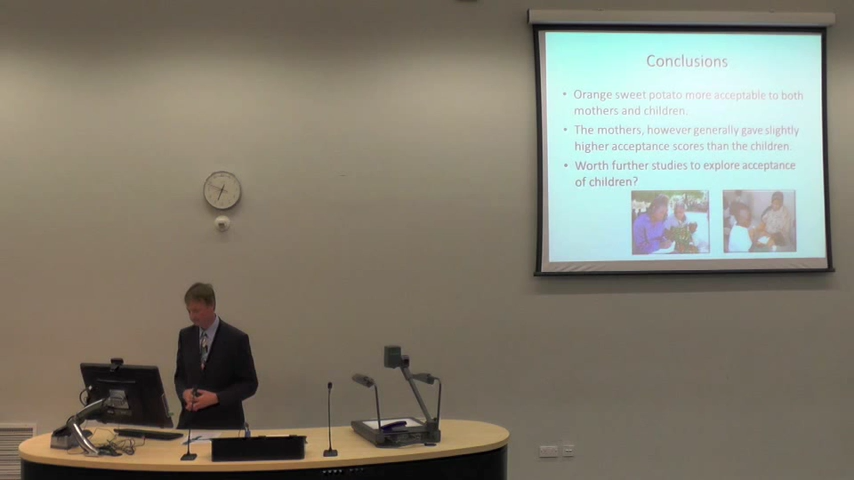 Conclusions
• Orange sweet potato more acceptable to both
mothers and children.
• The mothers, however generally gave slightly
higher acceptance scores than the children.
• Worth further studies to explore acceptance
of children?